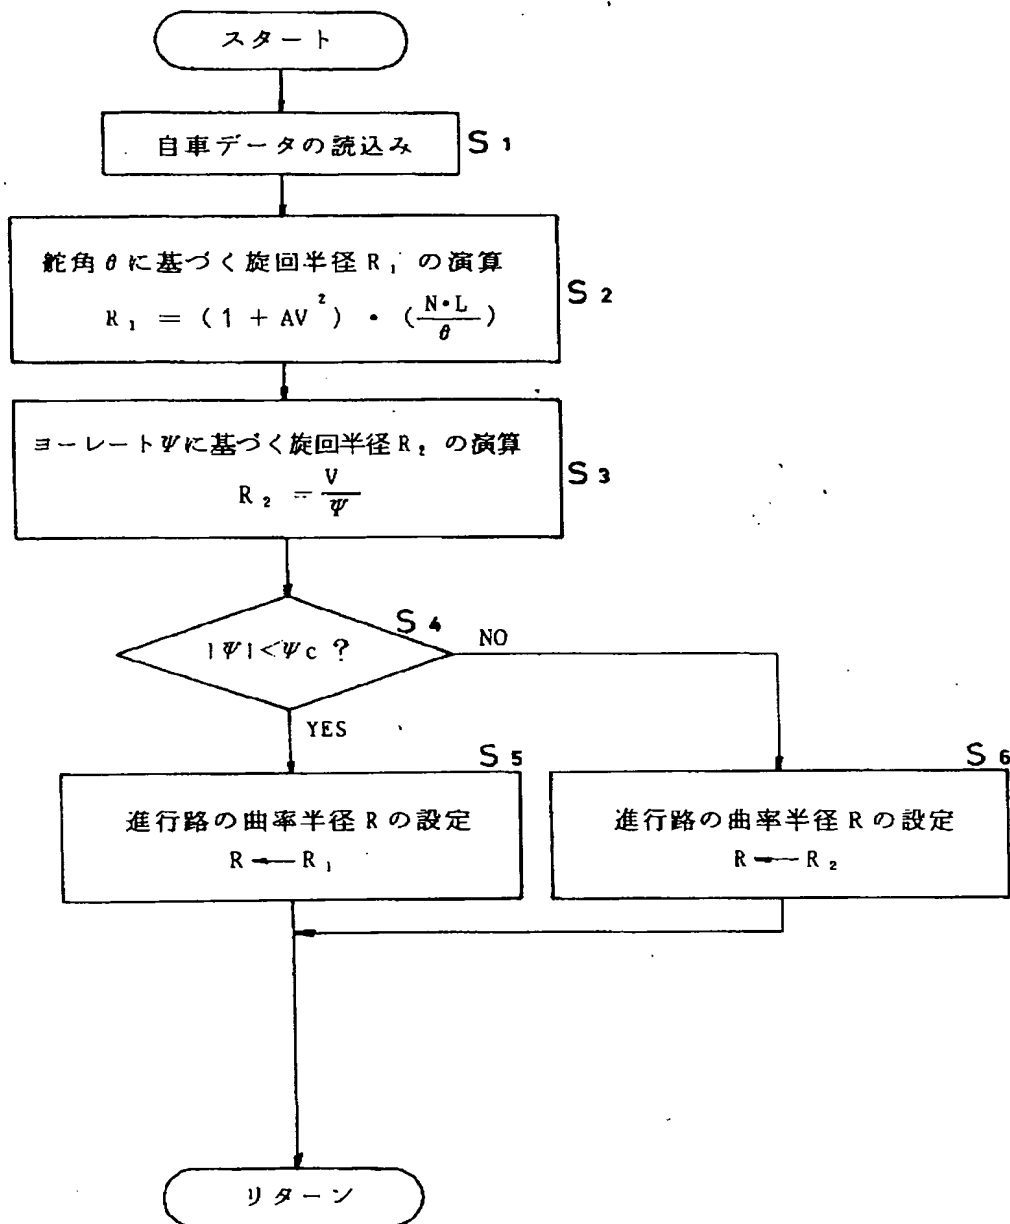 スタート
自車データの読込み
S1
舵角θに基づく旋回半径R₁の演算
R₁ = (1 + AV²)・(N・L/θ)
S2
ヨーレートΨに基づく旋回半径R₂の演算
R₂ = V/Ψ
S3
S4
|Ψ|<Ψc ?
NO
YES
S5
進行路の曲率半径Rの設定
R ← R₁
S6
進行路の曲率半径Rの設定
R ← R₂
リターン